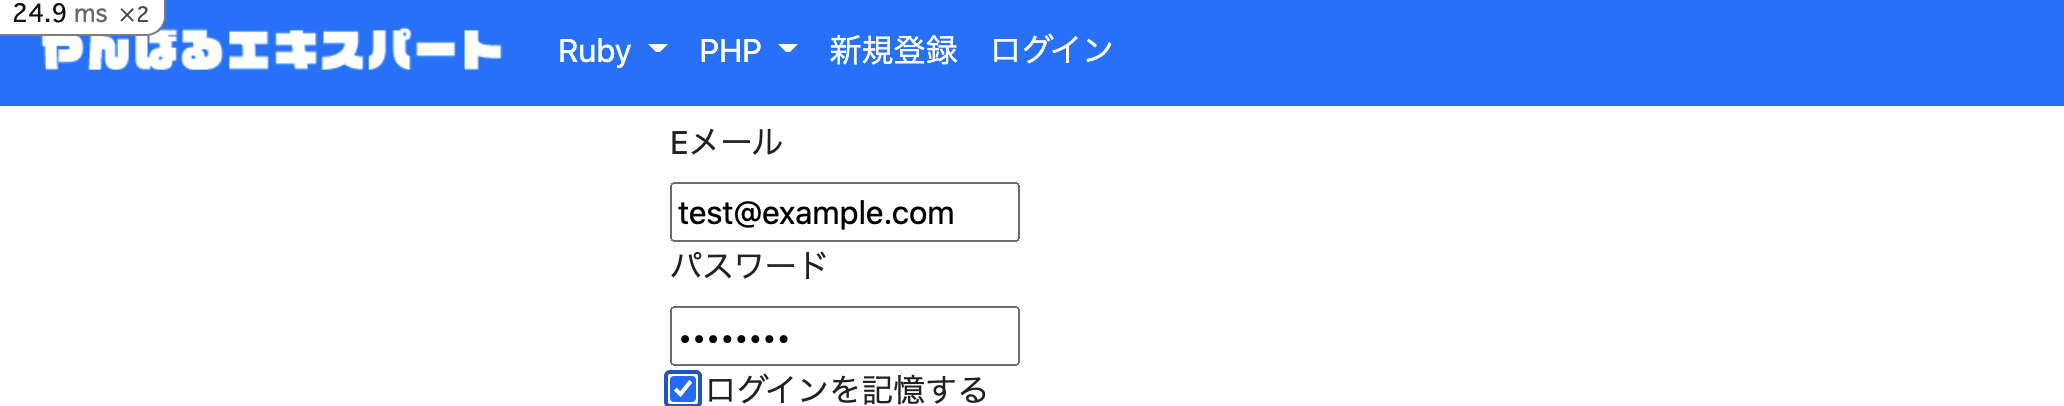 24.9 ms ×2
やんばるエキスパート Ruby PHP 新規登録 ログイン
Eメール
test@example.com
パスワード
••••••••
ログインを記憶する